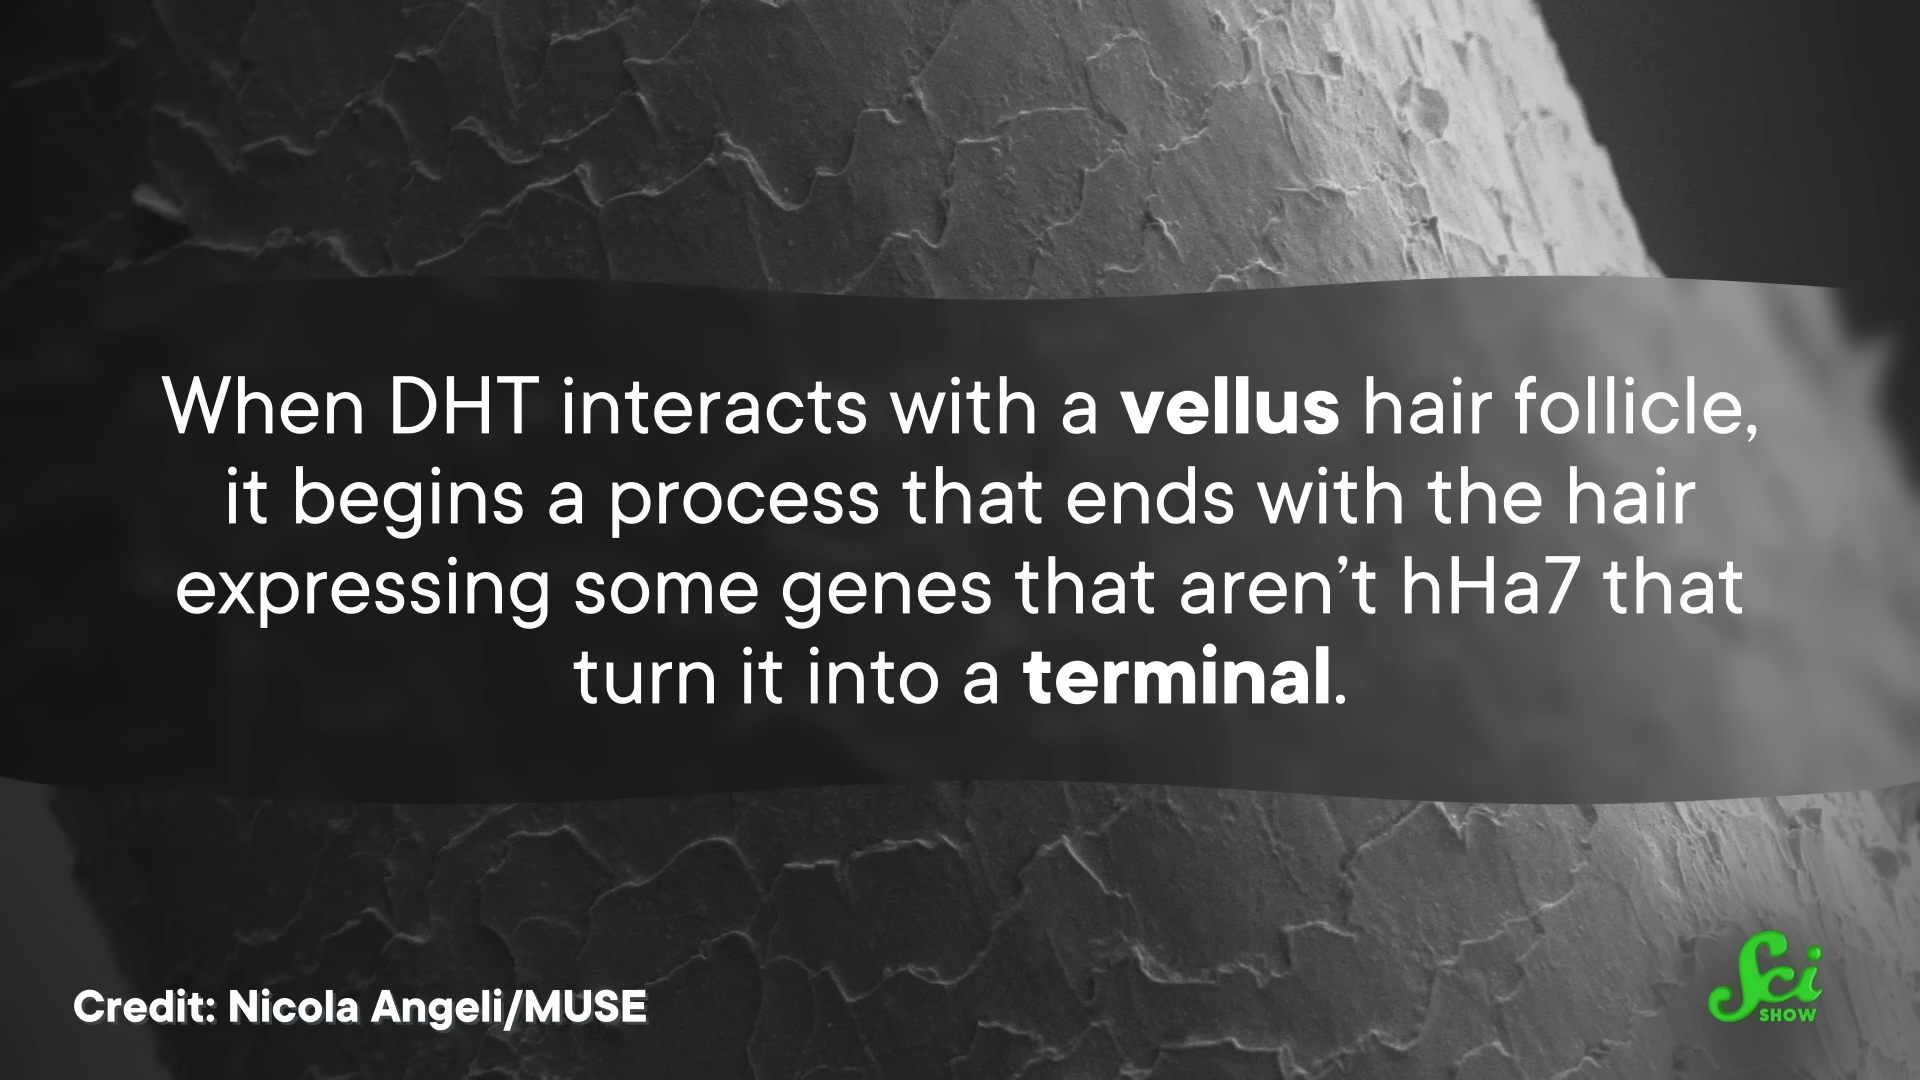 When DHT interacts with a vellus hair follicle,
it begins a process that ends with the hair
expressing some genes that aren’t hHa7 that
turn it into a terminal.
Credit: Nicola Angeli/MUSE
Sci
SHOW